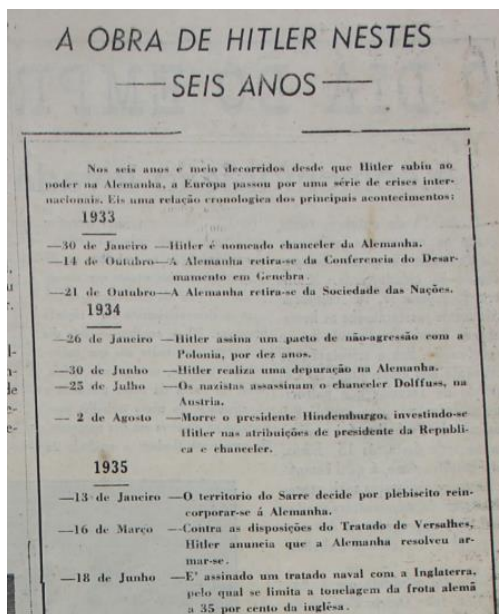 A OBRA DE HITLER NESTES
—SEIS ANOS—
Nos seis anos e meio decorridos desde que Hitler subiu ao
poder na Alemanha, a Europa passou por uma série de crises inter-
nacionais. Eis uma relação cronologica dos principais acontecimentos:
1933
—30 de Janeiro —Hitler é nomeado chanceler da Alemanha.
—14 de Outubro—A Alemanha retira-se da Conferencia do Desar-
mamento em Genebra.
—21 de Outubro—A Alemanha retira-se da Sociedade das Nações.
1934
—26 de Janeiro —Hitler assina um pacto de não-agressão com a
Polonia, por dez anos.
—30 de Junho —Hitler realiza uma depuração na Alemanha.
—25 de Julho —Os nazistas assassinam o chanceler Dolffuss, na
Austria.
— 2 de Agosto —Morre o presidente Hindemburgo, investindo-se
Hitler nas atribuições de presidente da Republi-
ca e chanceler.
1935
—13 de Janeiro —O territorio do Sarre decide por plebiscito rein-
corporar-se á Alemanha.
—16 de Março —Contra as disposições do Tratado de Versalhes,
Hitler anuncia que a Alemanha resolveu ar-
mar-se.
—18 de Junho —E' assinado um tratado naval com a Inglaterra,
pelo qual se limita a tonelagem da frota alemã
a 35 por cento da inglêsa.